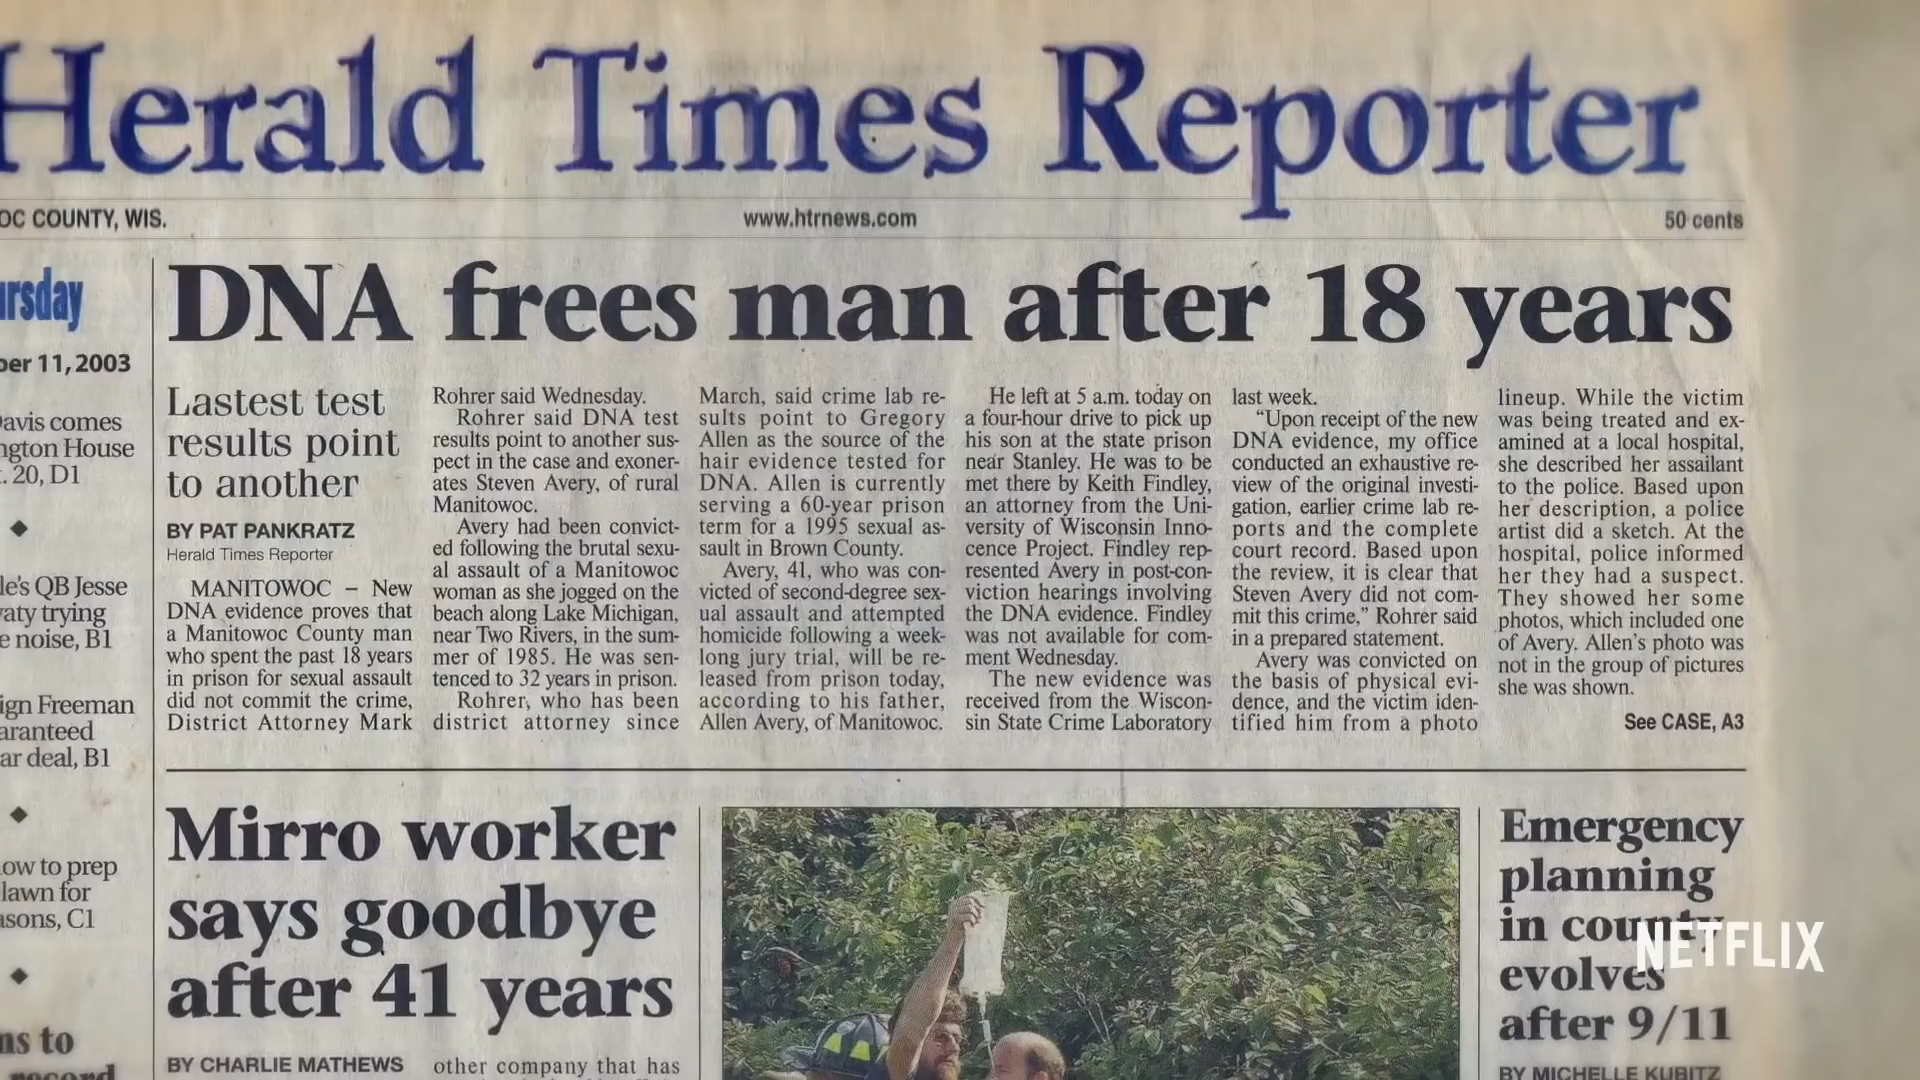 Herald Times Reporter
OC COUNTY, WIS.
www.htrnews.com
50 cents
ursday
ber 11, 2003
Davis comes
ngton House
. 20, D1
le's QB Jesse
vaty trying
e noise, B1
ign Freeman
aranteed
ar deal, B1
ow to prep
lawn for
asons, C1
ns to
record
DNA frees man after 18 years
Lastest test
results point
to another
BY PAT PANKRATZ
Herald Times Reporter
MANITOWOC – New
DNA evidence proves that
a Manitowoc County man
who spent the past 18 years
in prison for sexual assault
did not commit the crime,
District Attorney Mark
Rohrer said Wednesday.
Rohrer said DNA test
results point to another sus-
pect in the case and exoner-
ates Steven Avery, of rural
Manitowoc.
Avery had been convict-
ed following the brutal sexu-
al assault of a Manitowoc
woman as she jogged on the
beach along Lake Michigan,
near Two Rivers, in the sum-
mer of 1985. He was sen-
tenced to 32 years in prison.
Rohrer, who has been
district attorney since
March, said crime lab re-
sults point to Gregory
Allen as the source of the
hair evidence tested for
DNA. Allen is currently
serving a 60-year prison
term for a 1995 sexual as-
sault in Brown County.
Avery, 41, who was con-
victed of second-degree sex-
ual assault and attempted
homicide following a week-
long jury trial, will be re-
leased from prison today,
according to his father,
Allen Avery, of Manitowoc.
He left at 5 a.m. today on
a four-hour drive to pick up
his son at the state prison
near Stanley. He was to be
met there by Keith Findley,
an attorney from the Uni-
versity of Wisconsin Inno-
cence Project. Findley rep-
resented Avery in post-con-
viction hearings involving
the DNA evidence. Findley
was not available for com-
ment Wednesday.
The new evidence was
received from the Wiscon-
sin State Crime Laboratory
last week.
“Upon receipt of the new
DNA evidence, my office
conducted an exhaustive re-
view of the original investi-
gation, earlier crime lab re-
ports and the complete
court record. Based upon
the review, it is clear that
Steven Avery did not com-
mit this crime,” Rohrer said
in a prepared statement.
Avery was convicted on
the basis of physical evi-
dence, and the victim iden-
tified him from a photo
lineup. While the victim
was being treated and ex-
amined at a local hospital,
she described her assailant
to the police. Based upon
her description, a police
artist did a sketch. At the
hospital, police informed
her they had a suspect.
They showed her some
photos, which included one
of Avery. Allen's photo was
not in the group of pictures
she was shown.
See CASE, A3
Mirro worker
says goodbye
after 41 years
BY CHARLIE MATHEWS
other company that has
Emergency
planning
in county
evolves
after 9/11
BY MICHELLE KUBITZ
NETFLIX